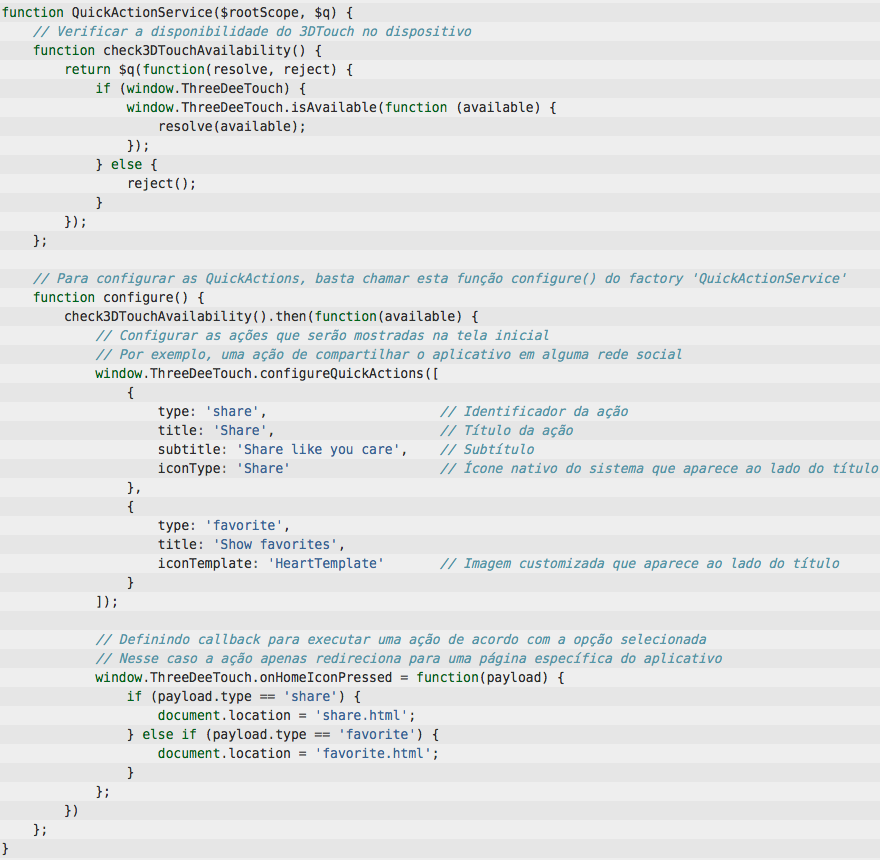 function QuickActionService($rootScope, $q) {
    // Verificar a disponibilidade do 3DTouch no dispositivo
    function check3DTouchAvailability() {
        return $q(function(resolve, reject) {
            if (window.ThreeDeeTouch) {
                window.ThreeDeeTouch.isAvailable(function (available) {
                    resolve(available);
                });
            } else {
                reject();
            }
        });
    };

    // Para configurar as QuickActions, basta chamar esta função configure() do factory 'QuickActionService'
    function configure() {
        check3DTouchAvailability().then(function(available) {
            // Configurar as ações que serão mostradas na tela inicial
            // Por exemplo, uma ação de compartilhar o aplicativo em alguma rede social
            window.ThreeDeeTouch.configureQuickActions([
                {
                    type: 'share',                      // Identificador da ação
                    title: 'Share',                     // Título da ação
                    subtitle: 'Share like you care',    // Subtítulo
                    iconType: 'Share'                   // Ícone nativo do sistema que aparece ao lado do título
                },
                {
                    type: 'favorite',
                    title: 'Show favorites',
                    iconTemplate: 'HeartTemplate'       // Imagem customizada que aparece ao lado do título
                }
            ]);

            // Definindo callback para executar uma ação de acordo com a opção selecionada
            // Nesse caso a ação apenas redireciona para uma página específica do aplicativo
            window.ThreeDeeTouch.onHomeIconPressed = function(payload) {
                if (payload.type == 'share') {
                    document.location = 'share.html';
                } else if (payload.type == 'favorite') {
                    document.location = 'favorite.html';
                }
            };
        })
    };
}